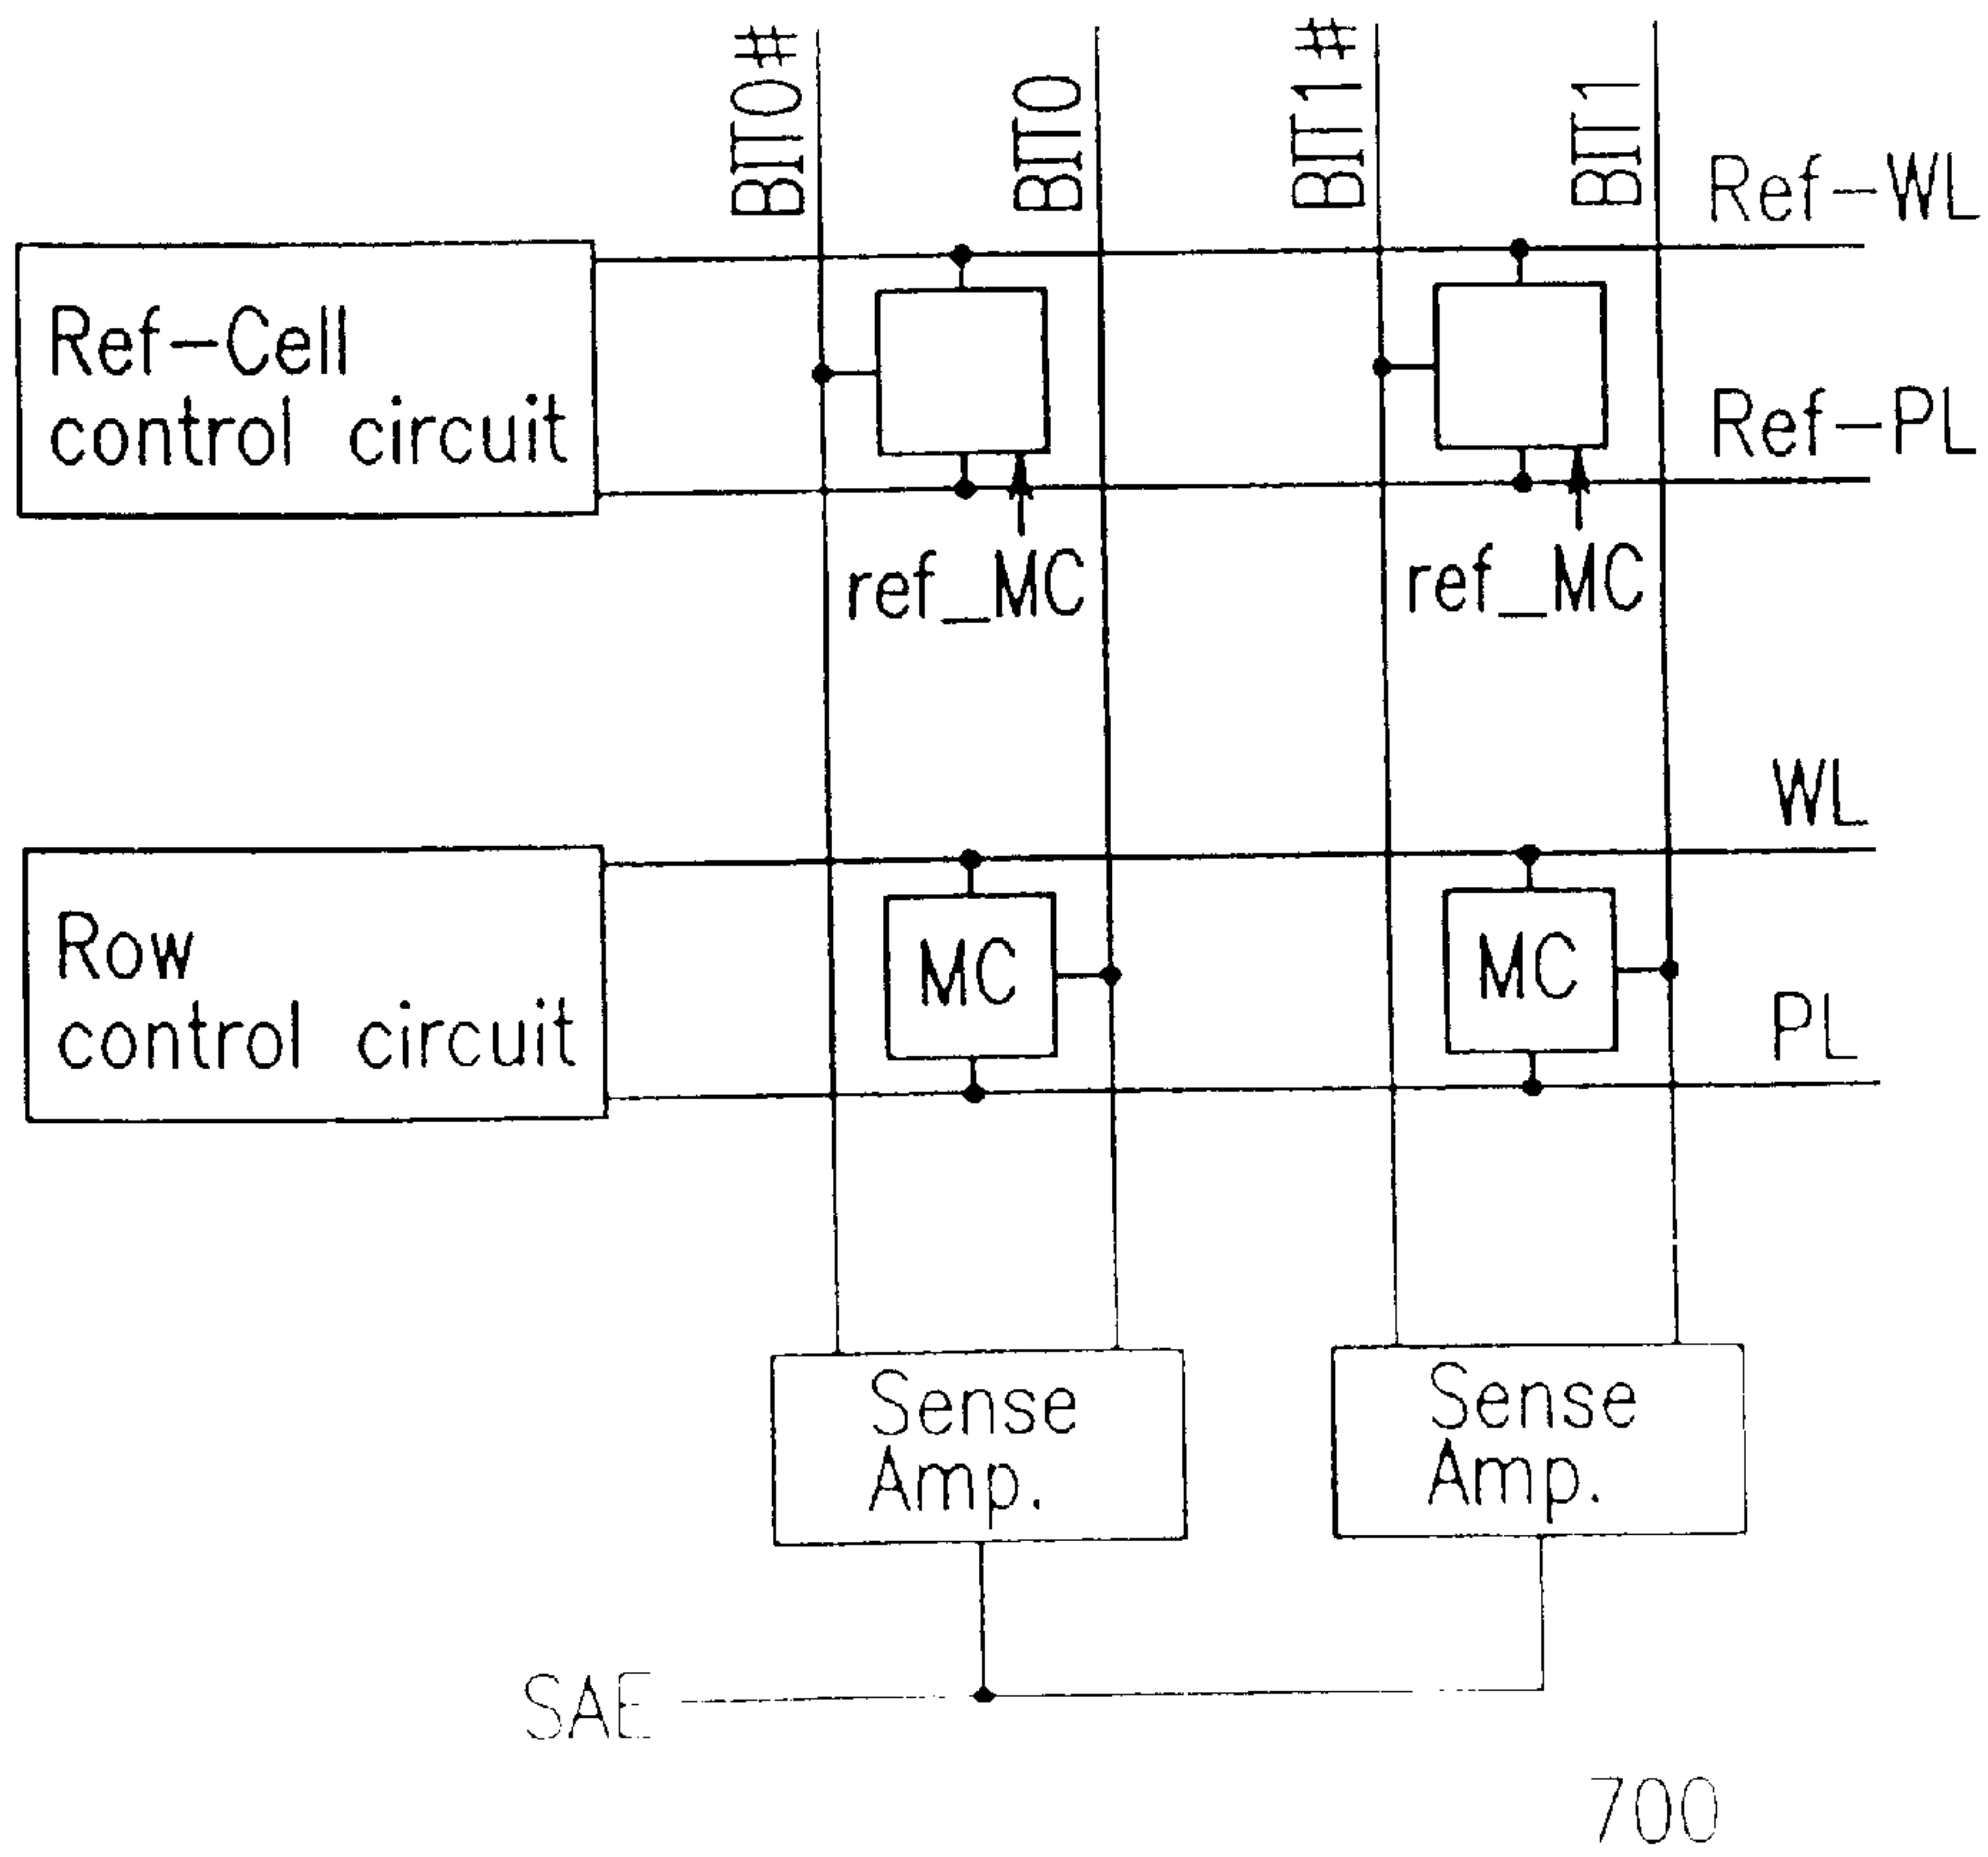 BIT0#
BIT0
BIT1#
BIT1
Ref-WL
Ref-Cell
control circuit
Ref-PL
ref_MC
ref_MC
WL
Row
control circuit
MC
MC
PL
Sense
Amp.
Sense
Amp.
SAE
700